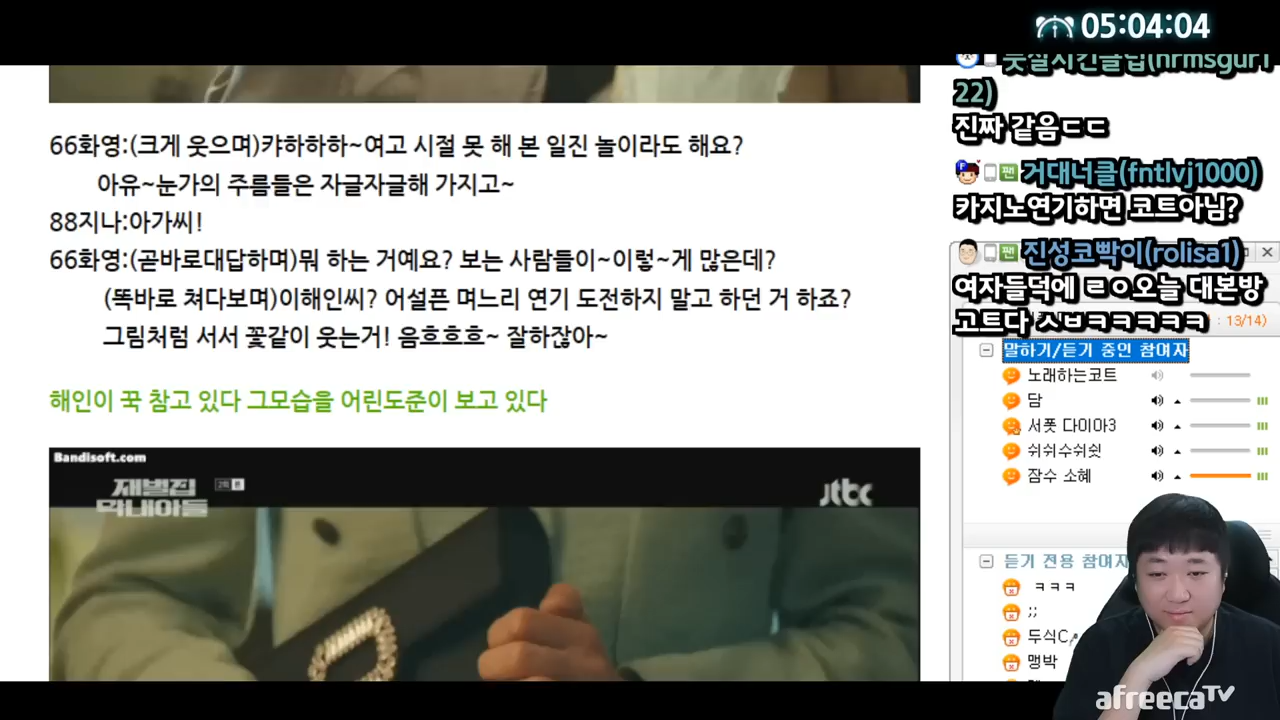 05:04:04
22)
진짜 같음ㄷㄷ
팬 거대너클(fntlvj1000)
카지노연기하면 코트아님?
팬 진성코빡이(rolisa1)
여자들덕에 ㄹㅇ오늘 대본방
고트다 ㅅㅂㅋㅋㅋㅋㅋ
: 13/14)
말하기/듣기 중인 참여자
노래하는코트
담
서폿 다이아3
쉬쉬수쉬쉿
잠수 소혜
듣기 전용 참여자
ㅋㅋㅋ
;;
두식C
맹박
afreecaTV
66화영:(크게 웃으며)캬하하하~여고 시절 못 해 본 일진 놀이라도 해요?
아유~눈가의 주름들은 자글자글해 가지고~
88지나:아가씨!
66화영:(곧바로대답하며)뭐 하는 거예요? 보는 사람들이~이렇~게 많은데?
(똑바로 쳐다보며)이해인씨? 어설픈 며느리 연기 도전하지 말고 하던 거 하죠?
그림처럼 서서 꽃같이 웃는거! 음흐흐흐~ 잘하잖아~
해인이 꾹 참고 있다 그모습을 어린도준이 보고 있다
Bandisoft.com
재벌집
막내아들
jtbc